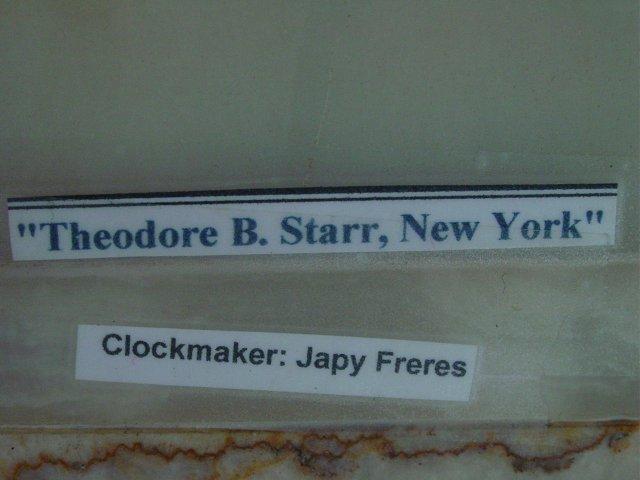 "Theodore B. Starr, New York"
Clockmaker: Japy Freres